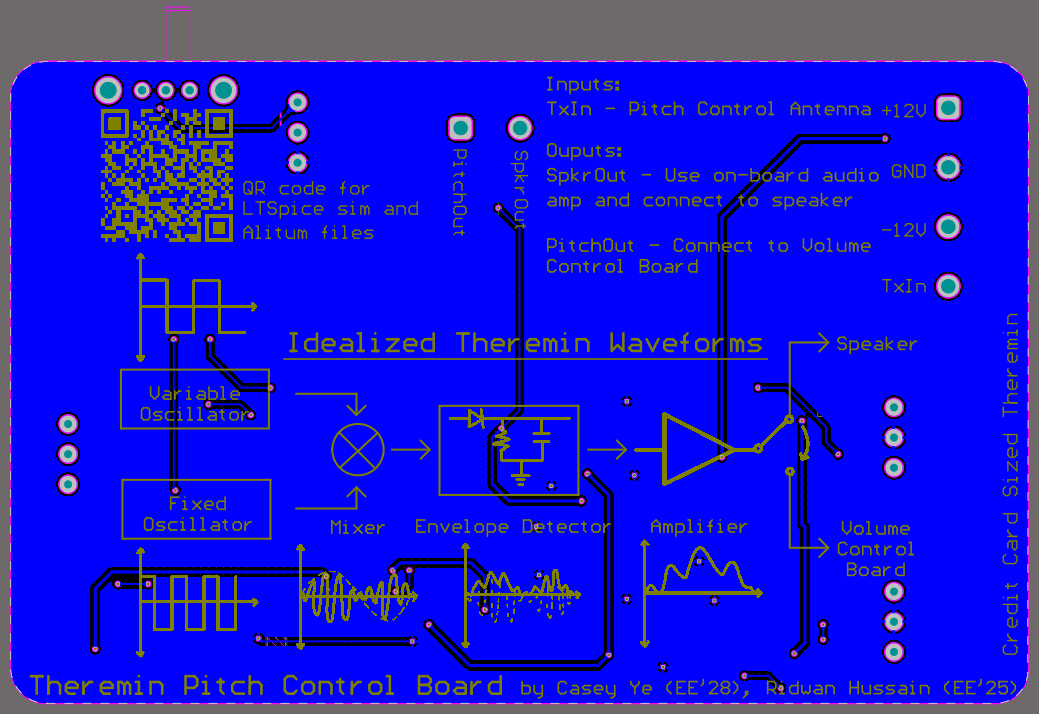 Inputs:
TxIn - Pitch Control Antenna
+12V
Ouputs:
SpkrOut - Use on-board audio
amp and connect to speaker
GND
PitchOut
SpkrOut
QR code for
LTSpice sim and
Alitum files
-12V
PitchOut - Connect to Volume
Control Board
TxIn
Idealized Theremin Waveforms
Speaker
Variable
Oscillator
Fixed
Oscillator
Mixer
Envelope Detector
Amplifier
Volume
Control
Board
Credit Card Sized Theremin
Theremin Pitch Control Board by Casey Ye (EE'28), Radwan Hussain (EE'25)